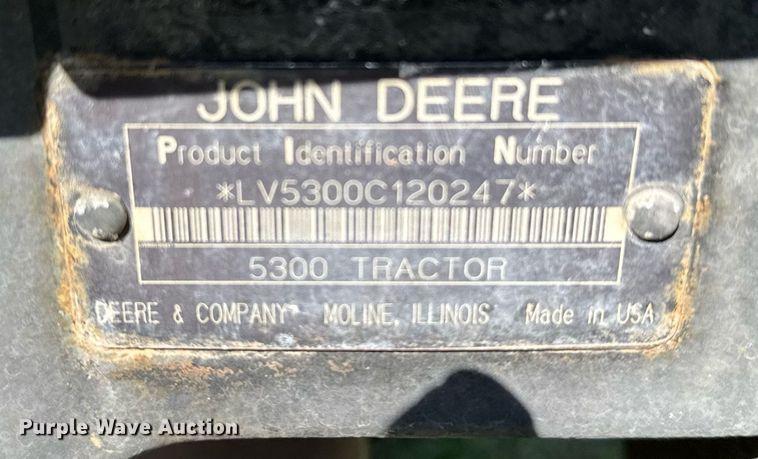 JOHN DEERE
Product Identification Number
*LV5300C120247*
5300 TRACTOR
DEERE & COMPANY MOLINE, ILLINOIS Made in USA
Purple Wave Auction